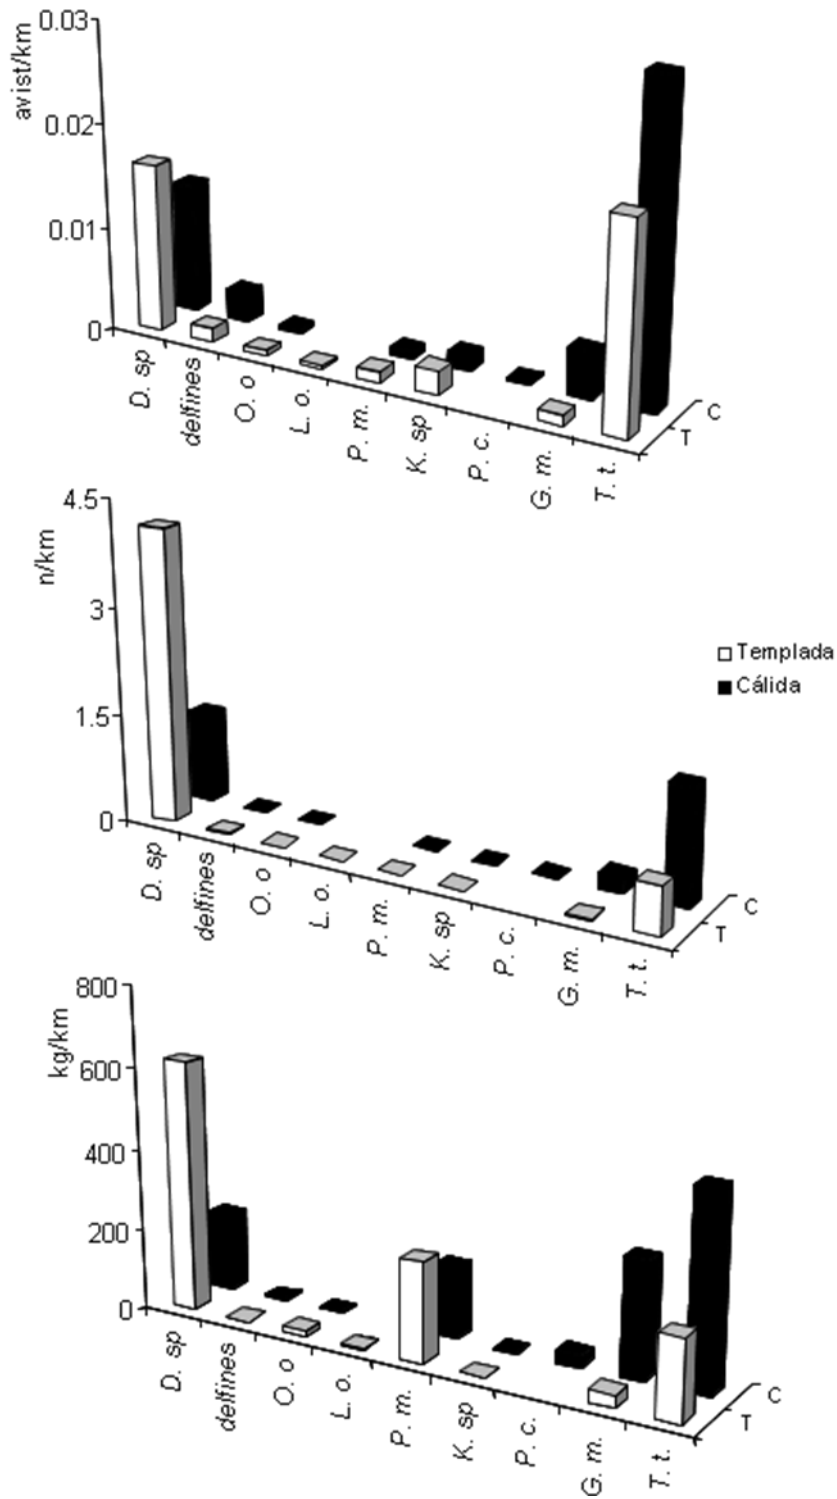 avist/km
0.03
0.02
0.01
0
D. sp
delfines
O. o
L. o.
P. m.
K. sp
P. c.
G. m.
T. t.
C
T
n/km
4.5
3
1.5
0
D. sp
delfines
O. o
L. o.
P. m.
K. sp
P. c.
G. m.
T. t.
C
T
Templada
Cálida
kg/km
800
600
400
200
0
D. sp
delfines
O. o
L. o.
P. m.
K. sp
P. c.
G. m.
T. t.
C
T